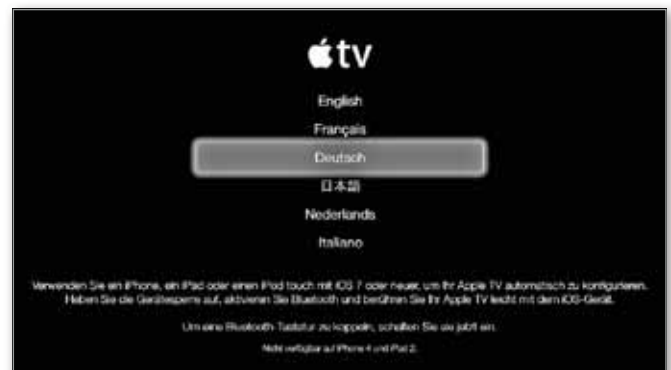 tv
English
Français
Deutsch
日本語
Nederlands
Italiano
Verwenden Sie ein iPhone, ein iPad oder einen iPod touch mit iOS 7 oder neuer, um Ihr Apple TV automatisch zu konfigurieren.
Heben Sie die Gerätesperre auf, aktivieren Sie Bluetooth und berühren Sie Ihr Apple TV leicht mit dem iOS-Gerät.
Um eine Bluetooth-Tastatur zu koppeln, schalten Sie sie jetzt ein.
Nicht verfügbar auf iPhone 4 und iPad 2.